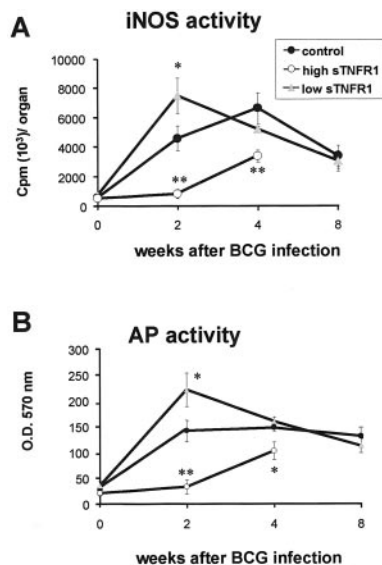 A
iNOS activity
control
high sTNFR1
low sTNFR1
Cpm (10³)/ organ
10000
8000
6000
4000
2000
0
*
**
**
0 2 4 8
weeks after BCG infection
B
AP activity
O.D. 570 nm
300
250
200
150
100
50
0
*
**
*
0 2 4 8
weeks after BCG infection